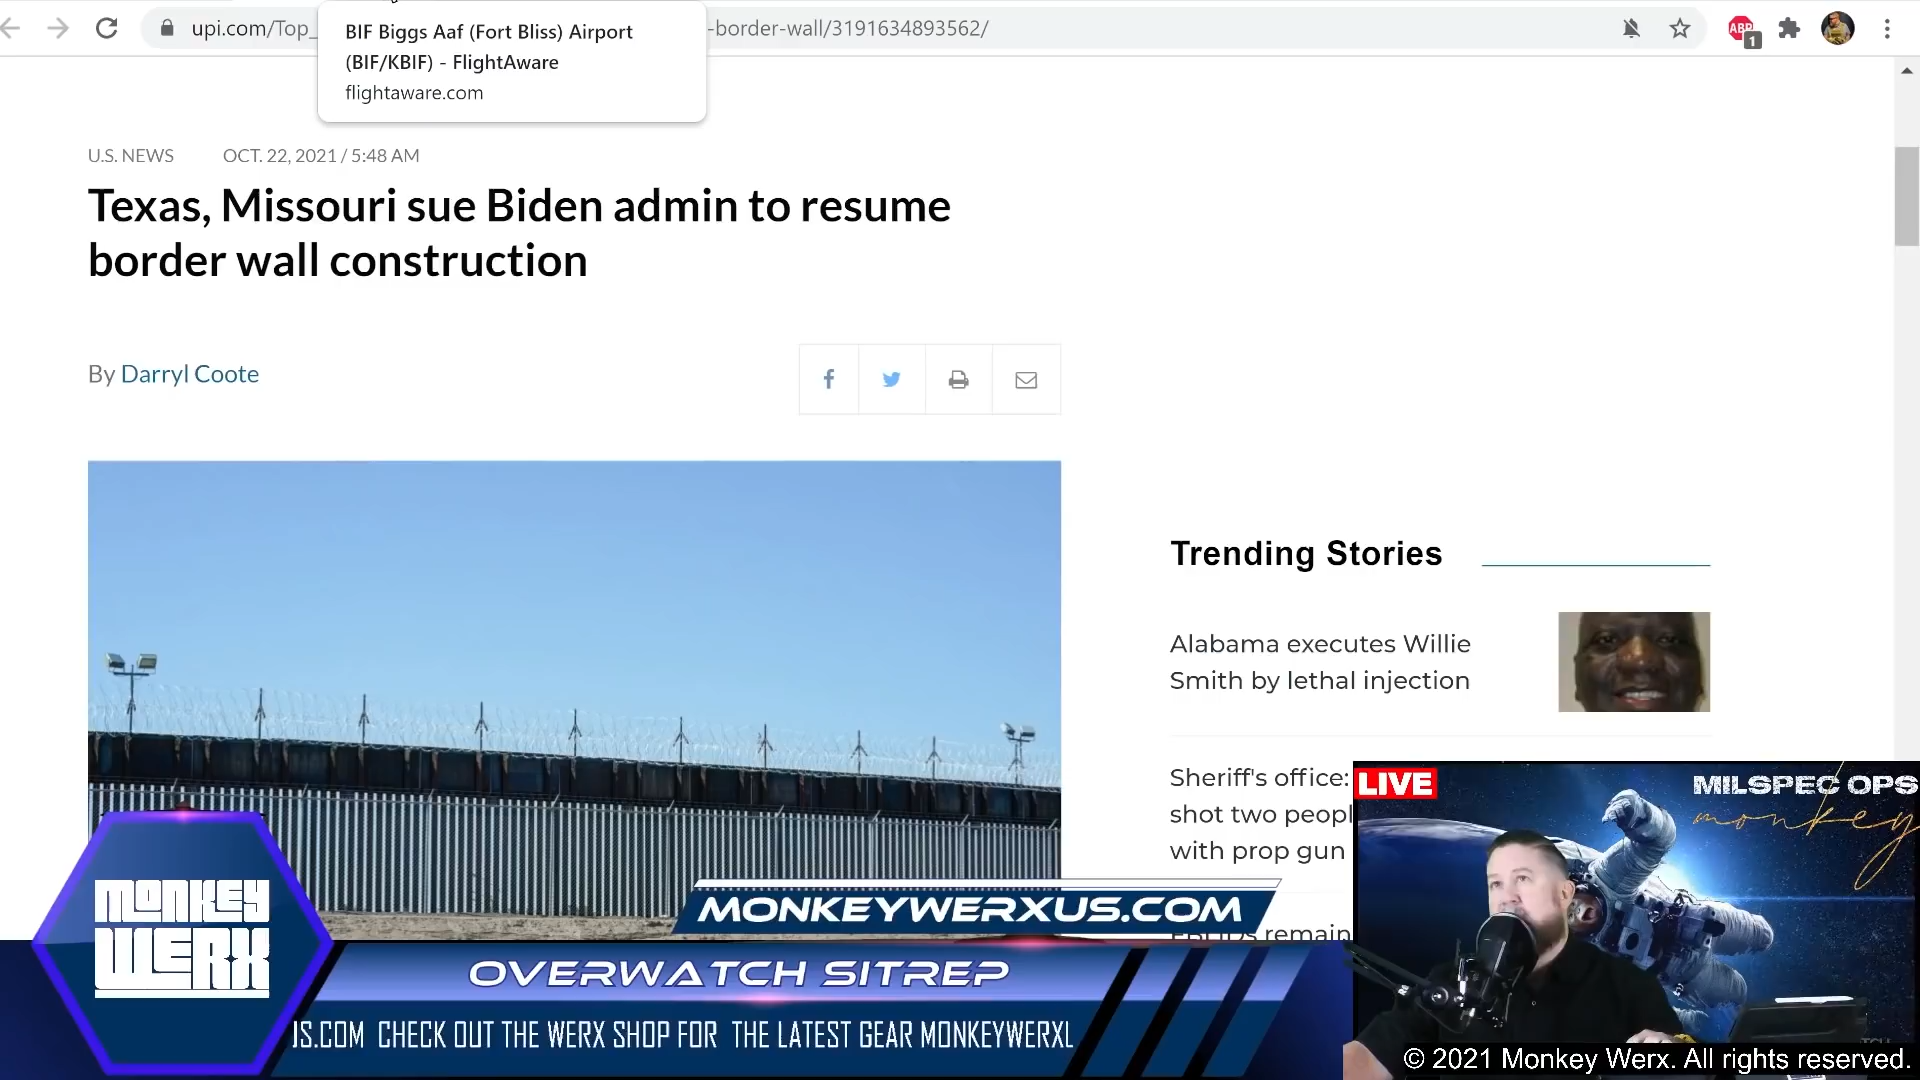 upi.com/Top_
-border-wall/3191634893562/
BIF Biggs Aaf (Fort Bliss) Airport
(BIF/KBIF) - FlightAware
flightaware.com
ABP
1
U.S. NEWS OCT. 22, 2021 / 5:48 AM
Texas, Missouri sue Biden admin to resume
border wall construction
By Darryl Coote
Trending Stories
Alabama executes Willie
Smith by lethal injection
Sheriff's office:
shot two peopl
with prop gun
remain
LIVE
MILSPEC OPS
monkey
MONKEY
WERX
MONKEYWERXUS.COM
OVERWATCH SITREP
JS.COM CHECK OUT THE WERX SHOP FOR THE LATEST GEAR MONKEYWERXU
© 2021 Monkey Werx. All rights reserved.